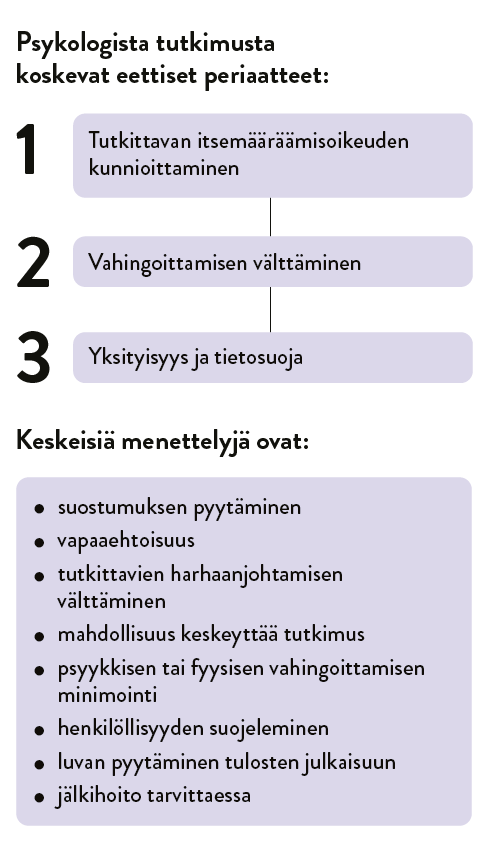 Psykologista tutkimusta
koskevat eettiset periaatteet:
1
Tutkittavan itsemääräämisoikeuden
kunnioittaminen
2
Vahingoittamisen välttäminen
3
Yksityisyys ja tietosuoja
Keskeisiä menettelyjä ovat:
• suostumuksen pyytäminen
• vapaaehtoisuus
• tutkittavien harhaanjohtamisen
välttäminen
• mahdollisuus keskeyttää tutkimus
• psyykkisen tai fyysisen vahingoittamisen
minimointi
• henkilöllisyyden suojeleminen
• luvan pyytäminen tulosten julkaisuun
• jälkihoito tarvittaessa